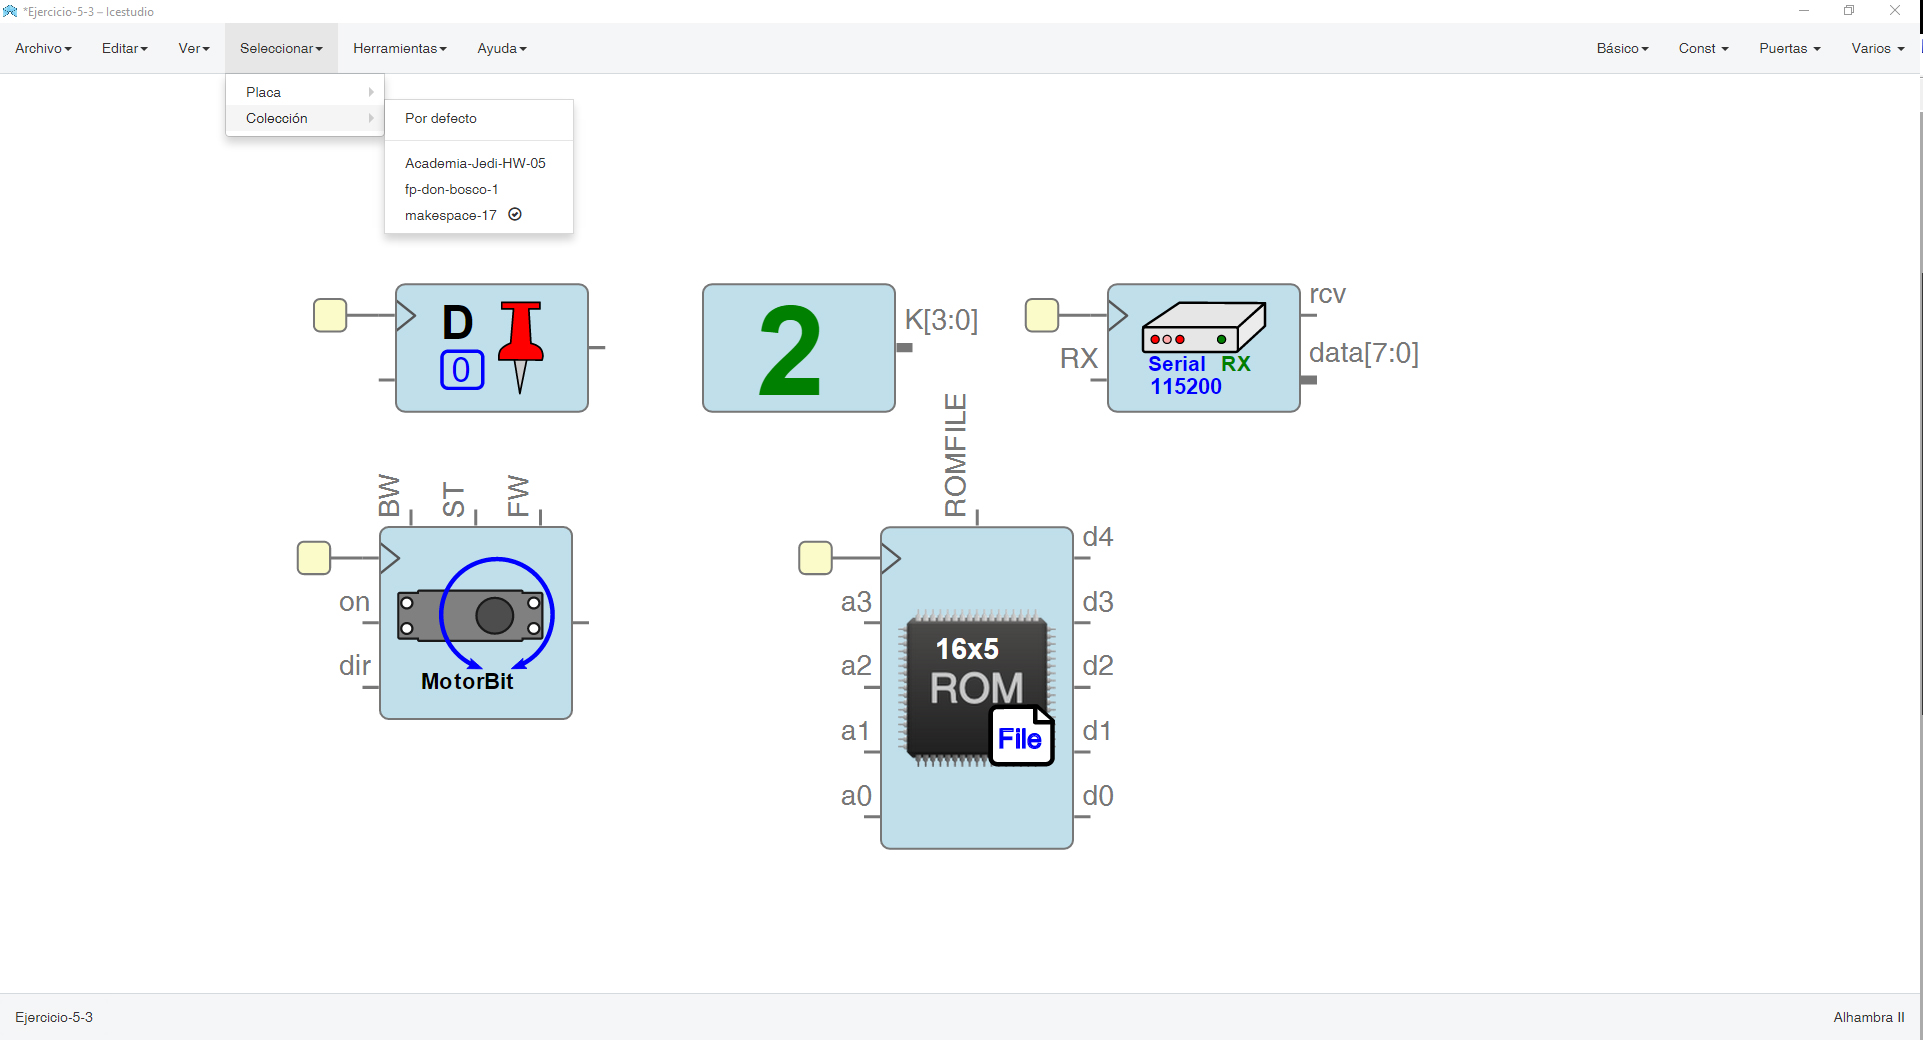 *Ejercicio-5-3 – Icestudio
Archivo Editar Ver Seleccionar Herramientas Ayuda Básico Const Puertas Varios
Placa
Colección
Por defecto
Academia-Jedi-HW-05
fp-don-bosco-1
makespace-17
D
0
2
K[3:0]
RX
Serial RX
115200
rcv
data[7:0]
BW
ST
FW
on
dir
MotorBit
ROMFILE
a3
a2
a1
a0
16x5
ROM
File
d4
d3
d2
d1
d0
Ejercicio-5-3
Alhambra II